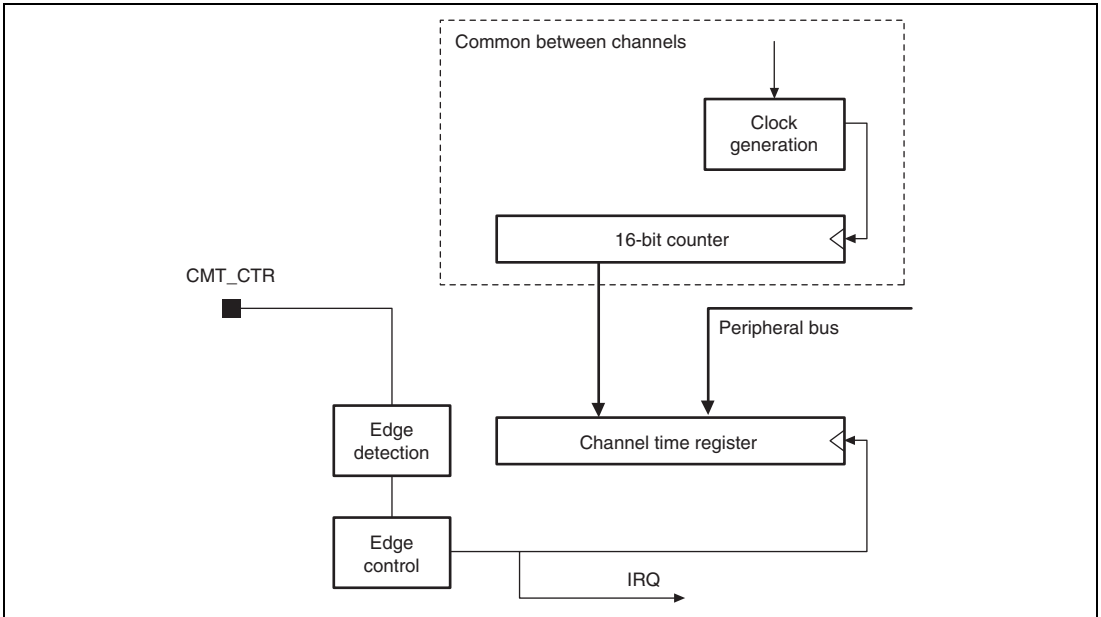 Common between channels
Clock
generation
16-bit counter
CMT_CTR
Peripheral bus
Edge
detection
Channel time register
Edge
control
IRQ